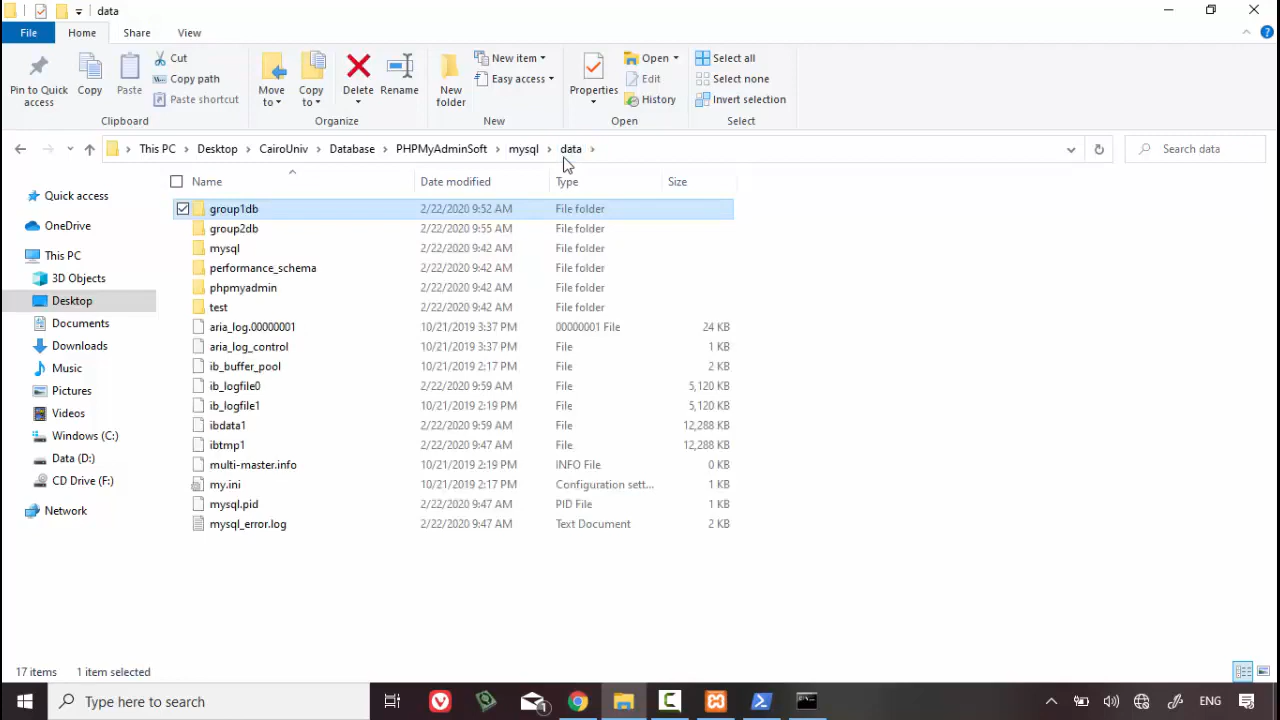 data
File Home Share View
Pin to Quick access
Copy
Paste
Cut
Copy path
Paste shortcut
Clipboard
Move to
Copy to
Delete
Rename
Organize
New folder
New item
Easy access
New
Properties
Open
Edit
History
Open
Select all
Select none
Invert selection
Select
This PC > Desktop > CairoUniv > Database > PHPMyAdminSoft > mysql > data >
Search data
Quick access
OneDrive
This PC
3D Objects
Desktop
Documents
Downloads
Music
Pictures
Videos
Windows (C:)
Data (D:)
CD Drive (F:)
Network
Name Date modified Type Size
group1db 2/22/2020 9:52 AM File folder
group2db 2/22/2020 9:55 AM File folder
mysql 2/22/2020 9:42 AM File folder
performance_schema 2/22/2020 9:42 AM File folder
phpmyadmin 2/22/2020 9:42 AM File folder
test 2/22/2020 9:42 AM File folder
aria_log.00000001 10/21/2019 3:37 PM 00000001 File 24 KB
aria_log_control 10/21/2019 3:37 PM File 1 KB
ib_buffer_pool 10/21/2019 2:17 PM File 2 KB
ib_logfile0 2/22/2020 9:59 AM File 5,120 KB
ib_logfile1 10/21/2019 2:19 PM File 5,120 KB
ibdata1 2/22/2020 9:59 AM File 12,288 KB
ibtmp1 2/22/2020 9:47 AM File 12,288 KB
multi-master.info 10/21/2019 2:19 PM INFO File 0 KB
my.ini 10/21/2019 2:17 PM Configuration sett... 1 KB
mysql.pid 2/22/2020 9:47 AM PID File 1 KB
mysql_error.log 2/22/2020 9:47 AM Text Document 2 KB
17 items 1 item selected
Type here to search
1
ENG